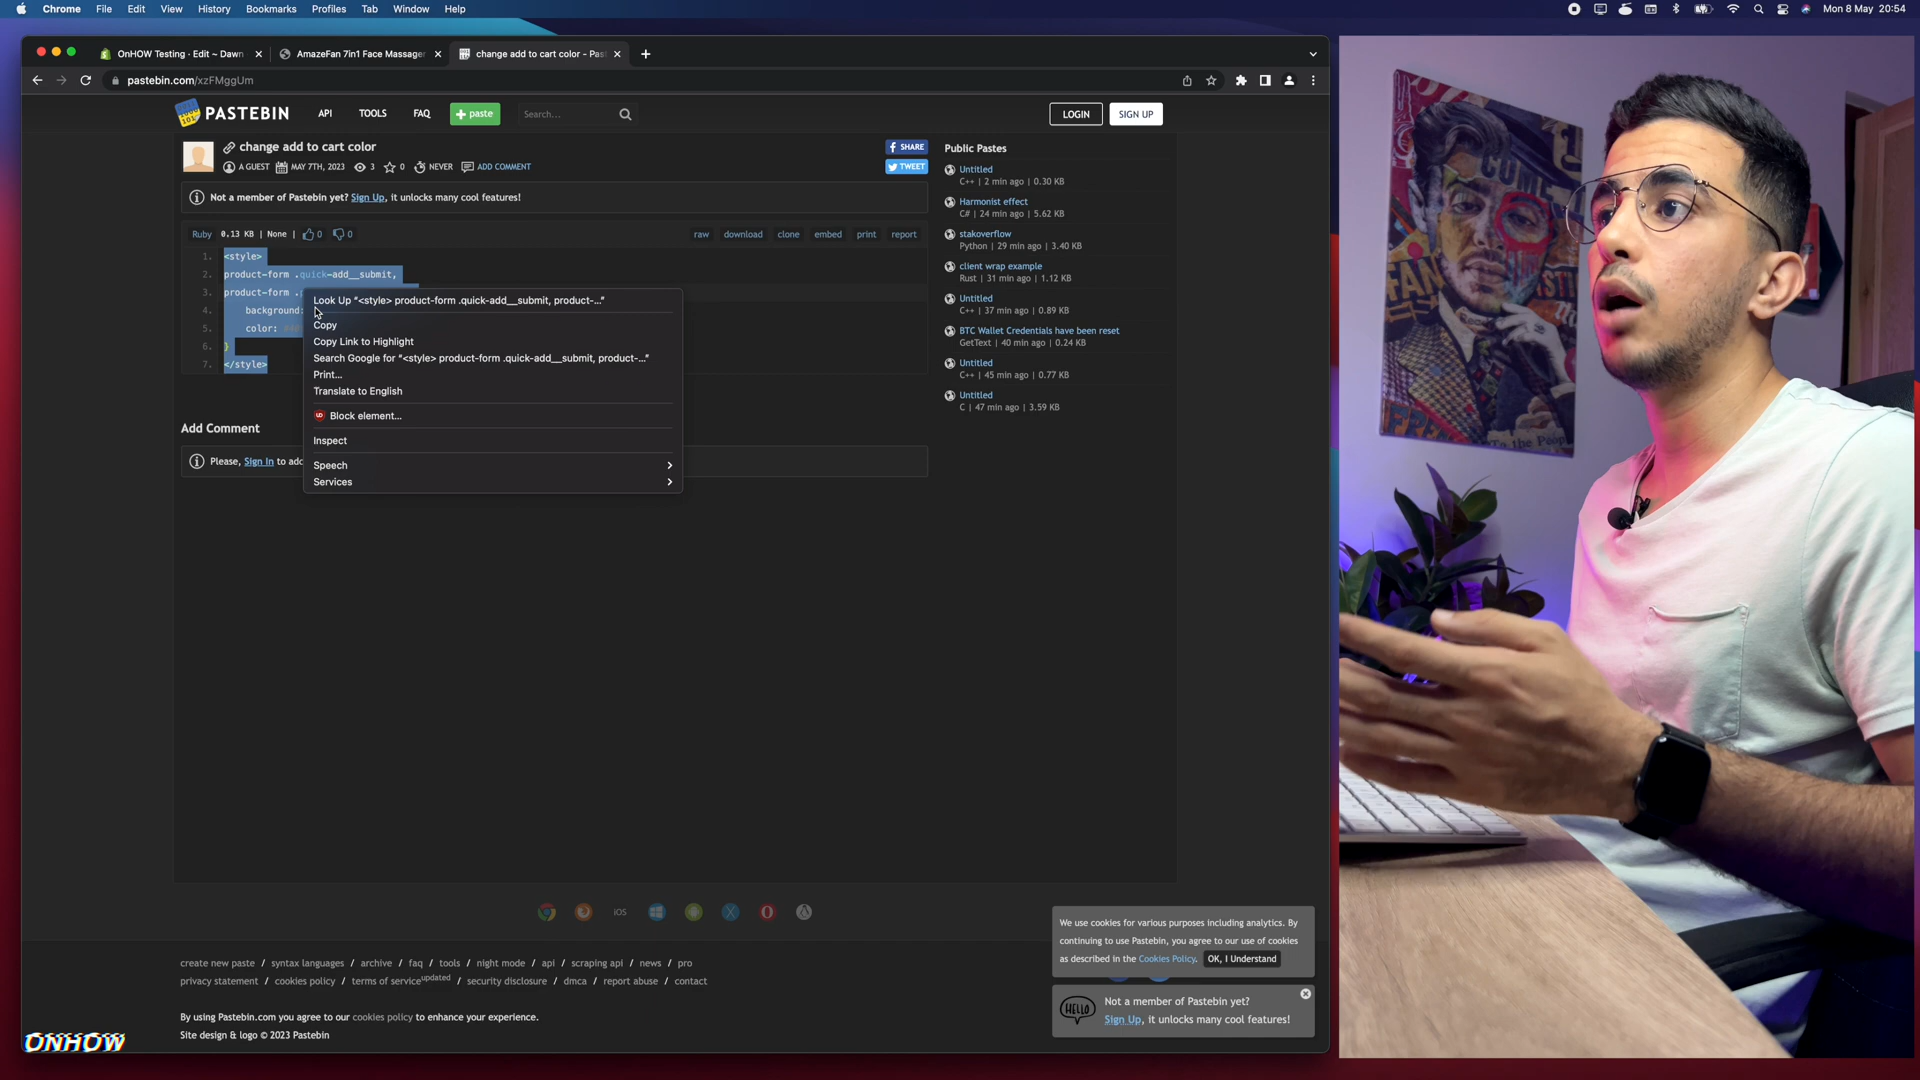 Chrome File Edit View History Bookmarks Profiles Tab Window Help
Mon 8 May 20:54
OnHOW Testing · Edit ~ Dawn
AmazeFan 7in1 Face Massager
change add to cart color - Pas
pastebin.com/xzFMggUm
PASTEBIN API TOOLS FAQ + paste Search... LOGIN SIGN UP
change add to cart color
SHARE
A GUEST MAY 7TH, 2023 3 0 NEVER ADD COMMENT
TWEET
Not a member of Pastebin yet? Sign Up, it unlocks many cool features!
Ruby 0.13 KB | None | 0 0 raw download clone embed print report
1. <style>
2. product-form .quick-add__submit,
3. product-form .
4. background:
5. color:
6. }
7. </style>
Look Up “<style> product-form .quick-add__submit, product-...”
Copy
Copy Link to Highlight
Search Google for “<style> product-form .quick-add__submit, product-...”
Print...
Translate to English
Block element...
Inspect
Speech
Services
Add Comment
Please, Sign In to add
Public Pastes
Untitled
C++ | 2 min ago | 0.30 KB
Harmonist effect
C# | 24 min ago | 5.62 KB
stakoverflow
Python | 29 min ago | 3.40 KB
client wrap example
Rust | 31 min ago | 1.12 KB
Untitled
C++ | 37 min ago | 0.89 KB
BTC Wallet Credentials have been reset
GetText | 40 min ago | 0.24 KB
Untitled
C++ | 45 min ago | 0.77 KB
Untitled
C | 47 min ago | 3.59 KB
iOS
create new paste / syntax languages / archive / faq / tools / night mode / api / scraping api / news / pro
privacy statement / cookies policy / terms of service updated / security disclosure / dmca / report abuse / contact
By using Pastebin.com you agree to our cookies policy to enhance your experience.
Site design & logo © 2023 Pastebin
We use cookies for various purposes including analytics. By
continuing to use Pastebin, you agree to our use of cookies
as described in the Cookies Policy. OK, I Understand
HELLO
Not a member of Pastebin yet?
Sign Up, it unlocks many cool features!
ONHOW
COME
FAN
to the People